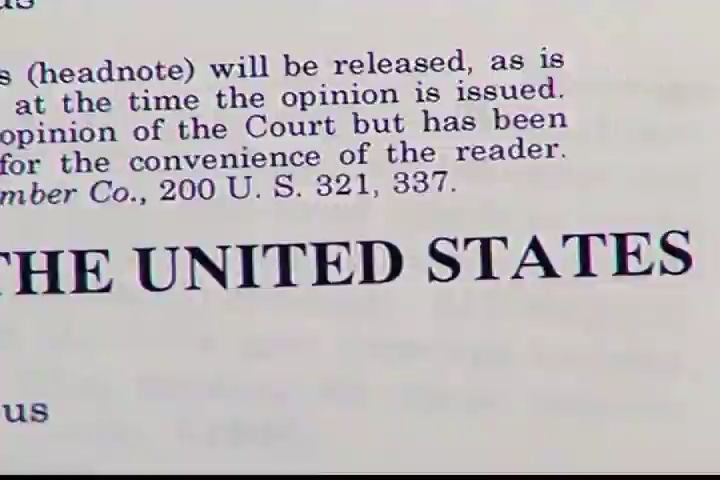 s (headnote) will be released, as is
at the time the opinion is issued.
opinion of the Court but has been
for the convenience of the reader.
mber Co., 200 U. S. 321, 337.
THE UNITED STATES
us